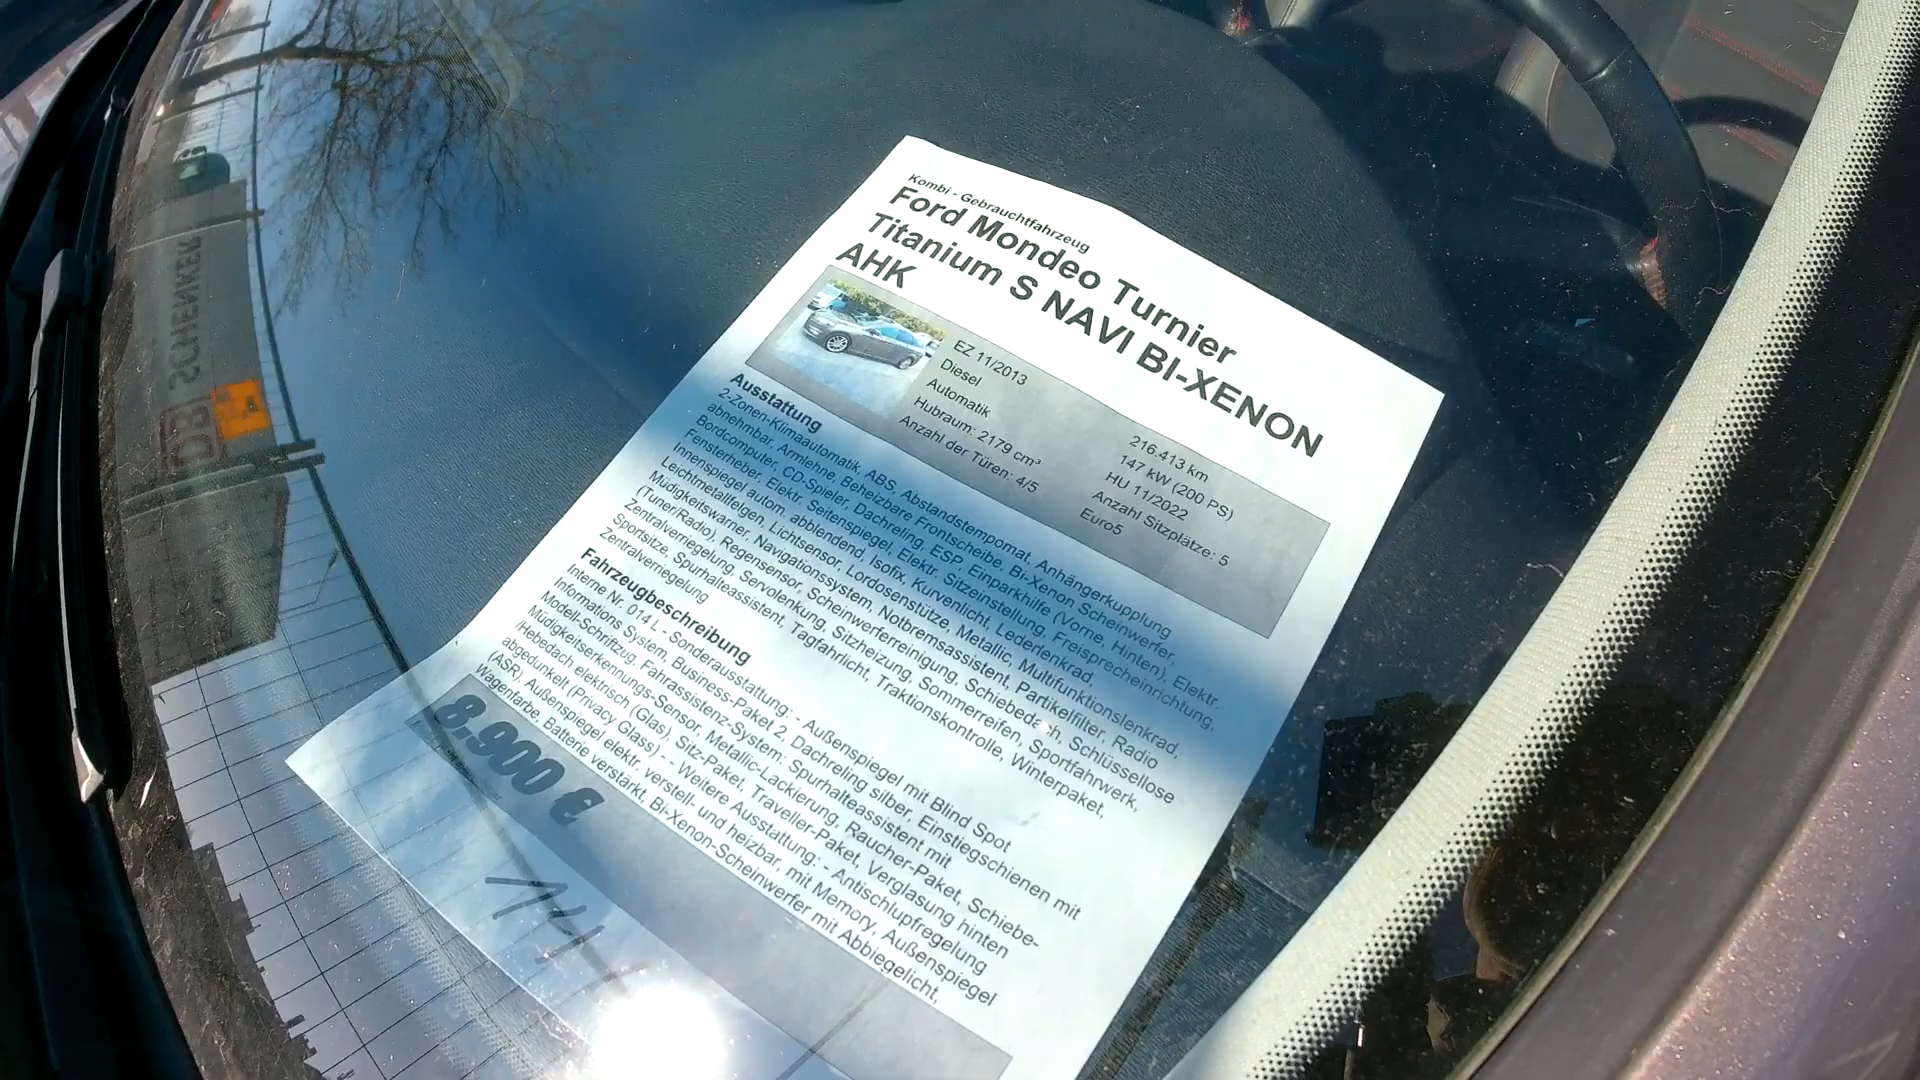 Kombi - Gebrauchtfahrzeug
Ford Mondeo Turnier
Titanium S NAVI BI-XENON
AHK
EZ 11/2013
Diesel
Automatik
Hubraum: 2179 cm³
Anzahl der Türen: 4/5
216.413 km
147 kW (200 PS)
HU 11/2022
Anzahl Sitzplätze: 5
Euro5
Ausstattung
2-Zonen-Klimaautomatik, ABS, Abstandstempomat, Anhängerkupplung
abnehmbar, Armlehne, Beheizbare Frontscheibe, Bi-Xenon Scheinwerfer,
Bordcomputer, CD-Spieler, Dachreling, ESP, Einparkhilfe (Vorne, Hinten), Elektr.
Fensterheber, Elektr. Seitenspiegel, Elektr. Sitzeinstellung, Freisprecheinrichtung,
Innenspiegel autom. abblendend, Isofix, Kurvenlicht, Lederlenkrad,
Leichtmetallfelgen, Lichtsensor, Lordosenstütze, Metallic, Multifunktionslenkrad,
Müdigkeitswarner, Navigationssystem, Notbremsassistent, Partikelfilter, Radio
(Tuner/Radio), Regensensor, Scheinwerferreinigung, Schiebedach, Schlüssellose
Zentralverriegelung, Servolenkung, Sitzheizung, Sommerreifen, Sportfahrwerk,
Sportsitze, Spurhalteassistent, Tagfahrlicht, Traktionskontrolle, Winterpaket,
Zentralverriegelung
Fahrzeugbeschreibung
Interne Nr. 014 L - Sonderausstattung: - Außenspiegel mit Blind Spot
Informations System, Business-Paket 2, Dachreling silber, Einstiegschienen mit
Modell-Schriftzug, Fahrassistenz-System: Spurhalteassistent mit
Müdigkeitserkennungs-Sensor, Metallic-Lackierung, Raucher-Paket, Schiebe-
/Hebedach elektrisch (Glas), Sitz-Paket, Traveller-Paket, Verglasung hinten
abgedunkelt (Privacy Glass) - - Weitere Ausstattung: - Antischlupfregelung
(ASR), Außenspiegel elektr. verstell- und heizbar, mit Memory, Außenspiegel
Wagenfarbe, Batterie verstärkt, Bi-Xenon-Scheinwerfer mit Abbiegelicht,
8.900 €
DB SCHENKER